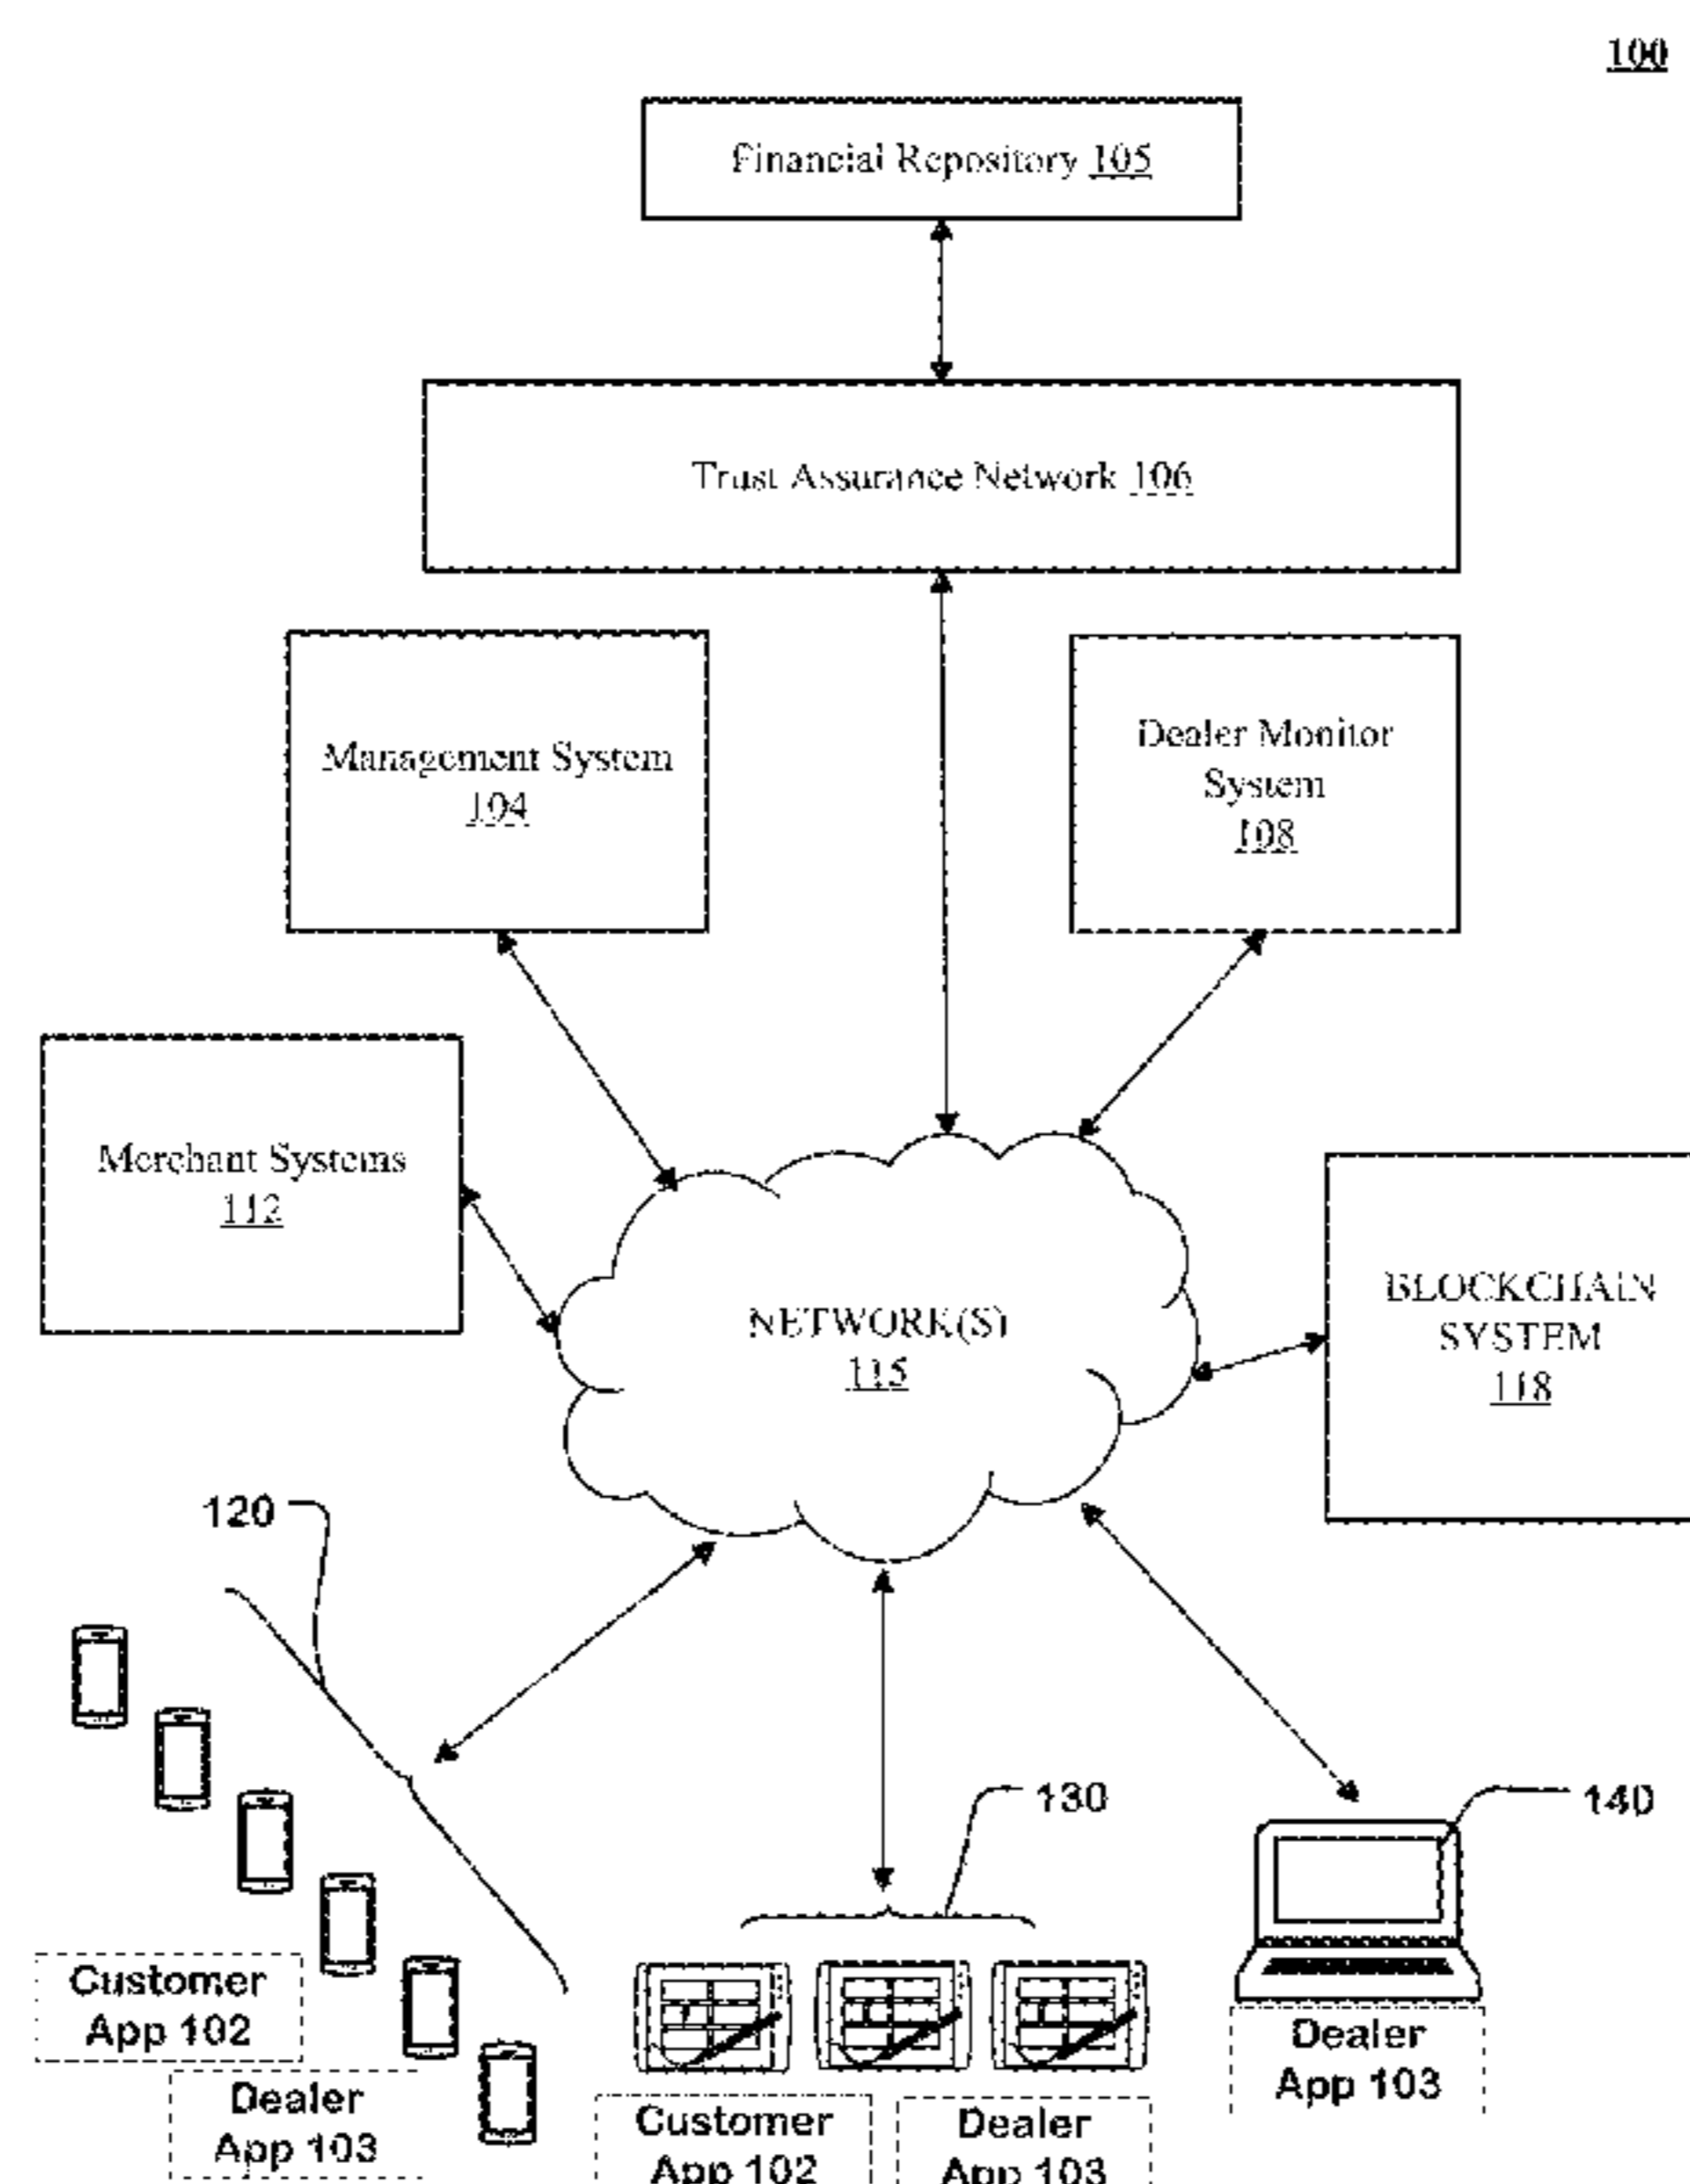 100
Financial Repository 105
Trust Assurance Network 106
Management System
104
Dealer Monitor
System
108
Merchant Systems
112
BLOCKCHAIN
SYSTEM
118
NETWORK(S)
115
120
130
140
Customer
App 102
Dealer
App 103
Customer
App 102
Dealer
App 103
Dealer
App 103